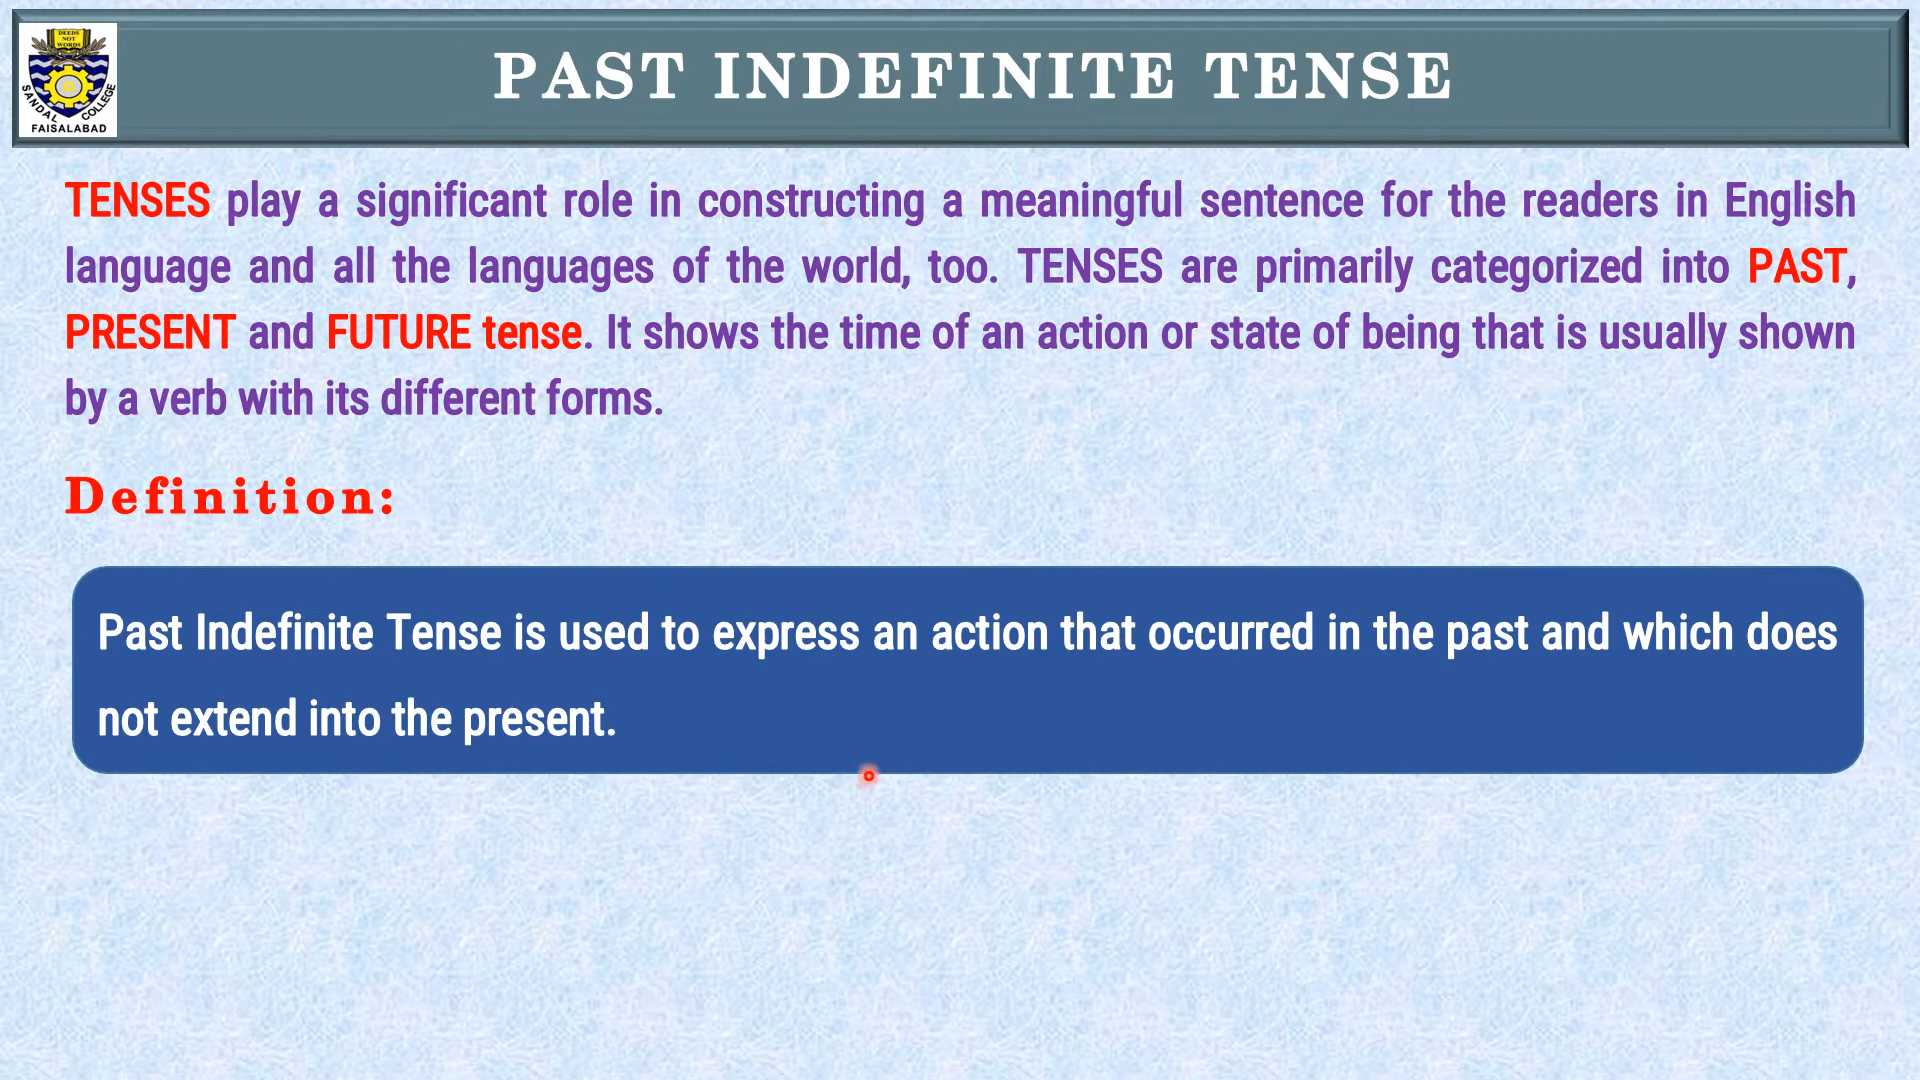 DEEDS
NOT
WORDS
SANDAL COLLEGE
FAISALABAD
PAST INDEFINITE TENSE
TENSES play a significant role in constructing a meaningful sentence for the readers in English
language and all the languages of the world, too. TENSES are primarily categorized into PAST,
PRESENT and FUTURE tense. It shows the time of an action or state of being that is usually shown
by a verb with its different forms.
Definition:
Past Indefinite Tense is used to express an action that occurred in the past and which does
not extend into the present.